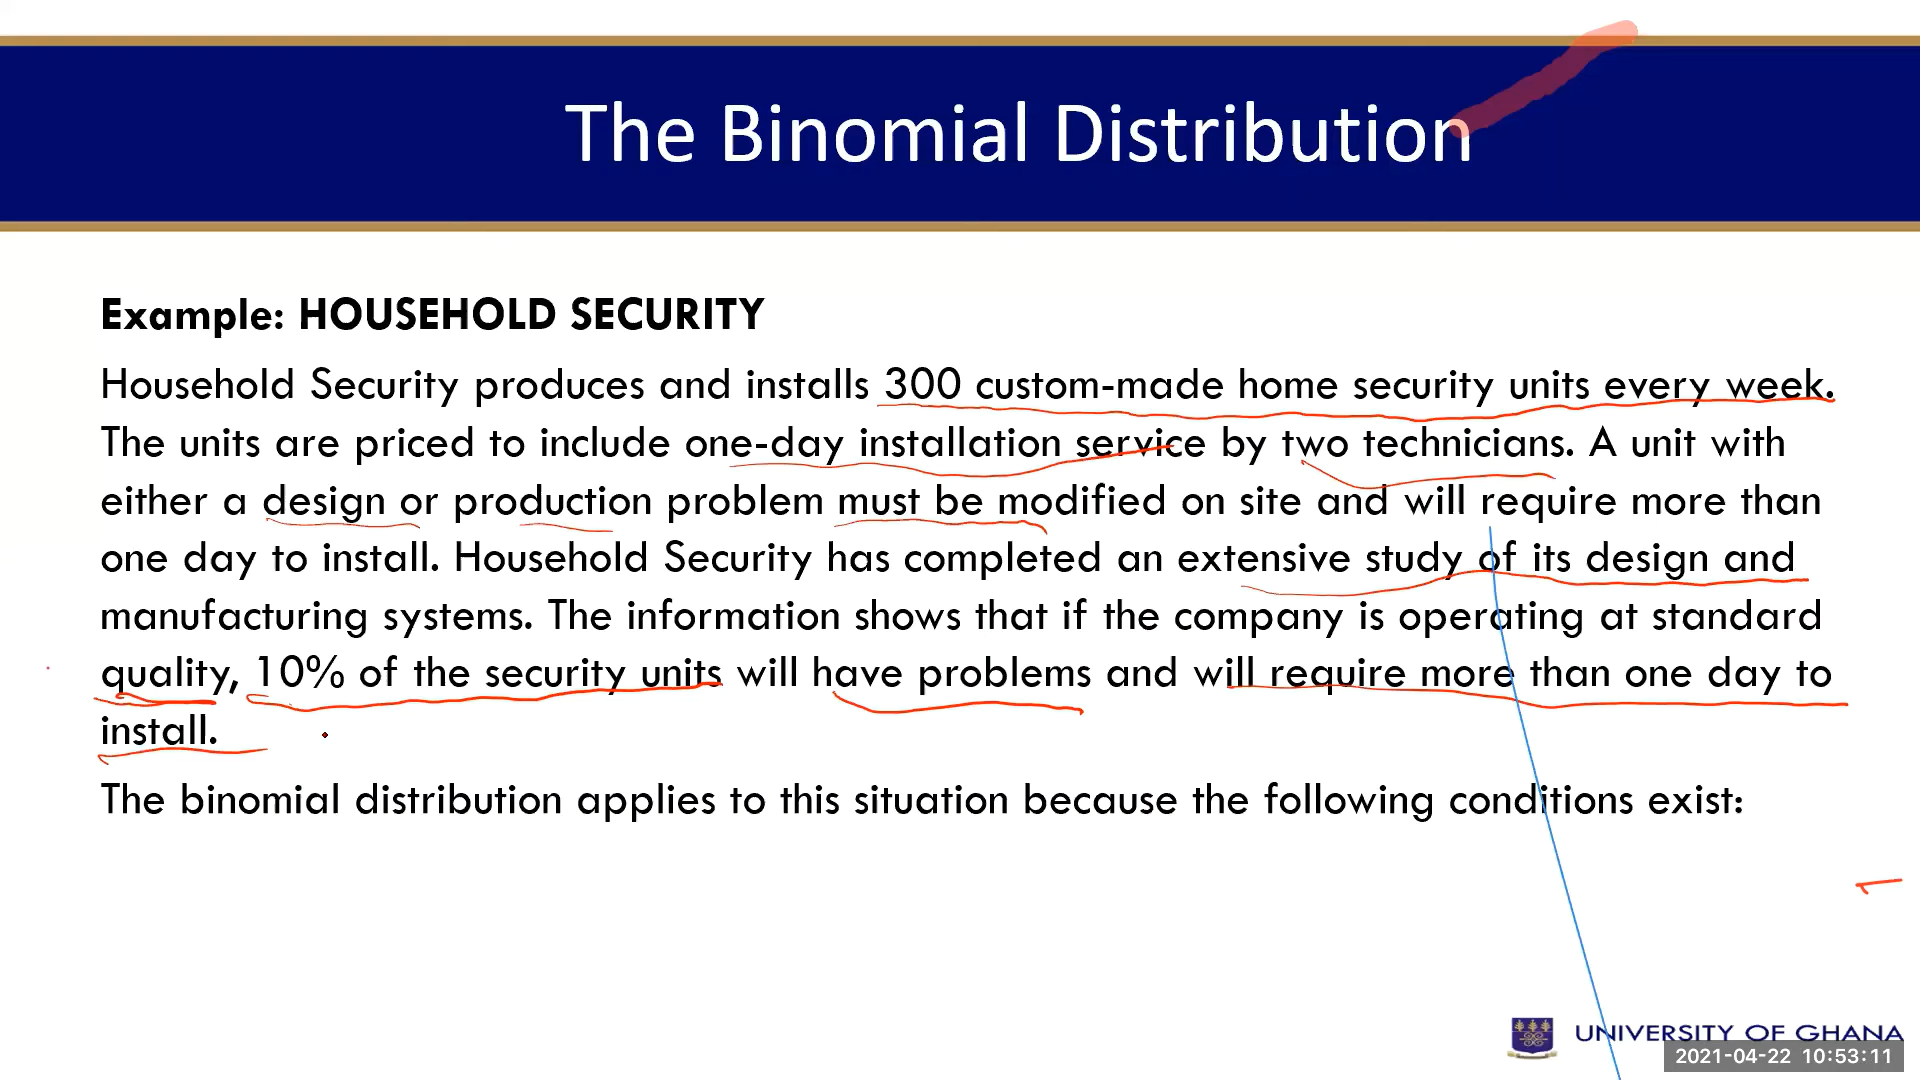 The Binomial Distribution
Example: HOUSEHOLD SECURITY
Household Security produces and installs 300 custom-made home security units every week.
The units are priced to include one-day installation service by two technicians. A unit with
either a design or production problem must be modified on site and will require more than
one day to install. Household Security has completed an extensive study of its design and
manufacturing systems. The information shows that if the company is operating at standard
quality, 10% of the security units will have problems and will require more than one day to
install.
The binomial distribution applies to this situation because the following conditions exist:
UNIVERSITY OF GHANA
2021-04-22 10:53:11